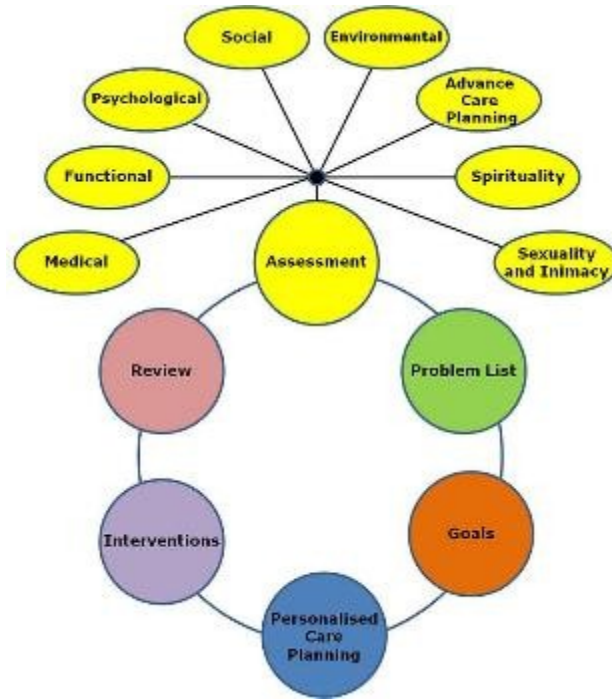 Social
Environmental
Psychological
Advance
Care
Planning
Functional
Spirituality
Medical
Assessment
Sexuality
and Inimacy
Review
Problem List
Interventions
Goals
Personalised
Care
Planning